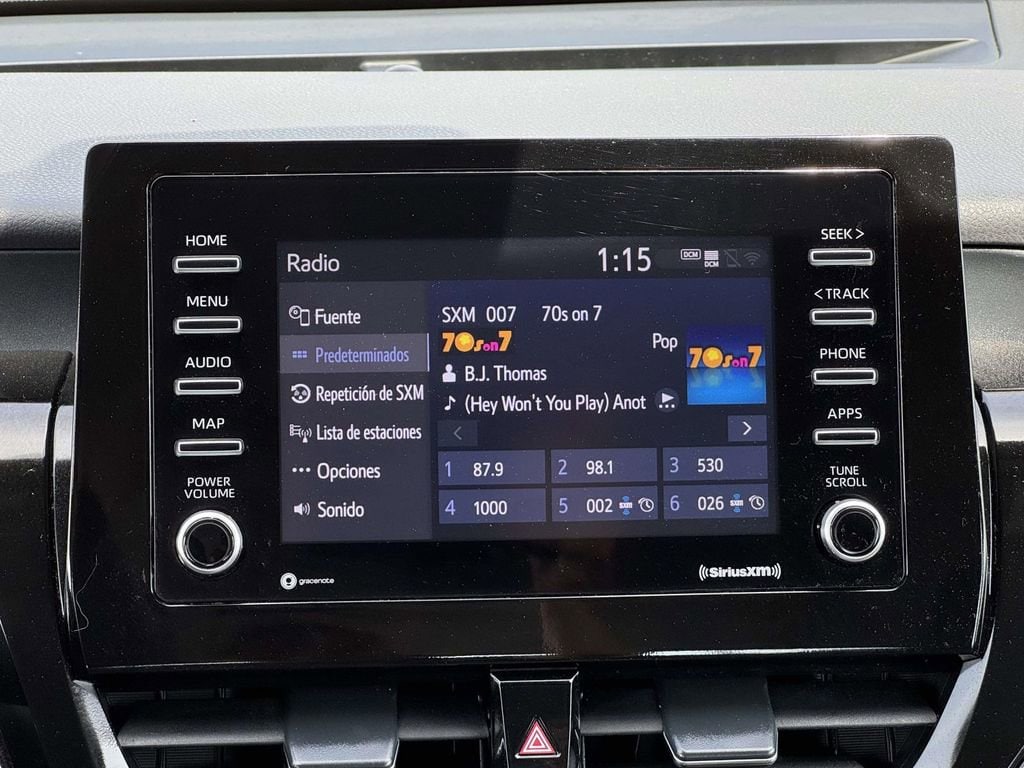 HOME
MENU
AUDIO
MAP
POWER
VOLUME
Radio
1:15
DCM
DCM
Fuente
Predeterminados
Repetición de SXM
Lista de estaciones
Opciones
Sonido
SXM 007 70s on 7
70s on 7
Pop
70s on 7
B.J. Thomas
(Hey Won't You Play) Anot
1 87.9
2 98.1
3 530
4 1000
5 002 SXM
6 026 SXM
gracenote
((SiriusXM))
SEEK >
< TRACK
PHONE
APPS
TUNE
SCROLL